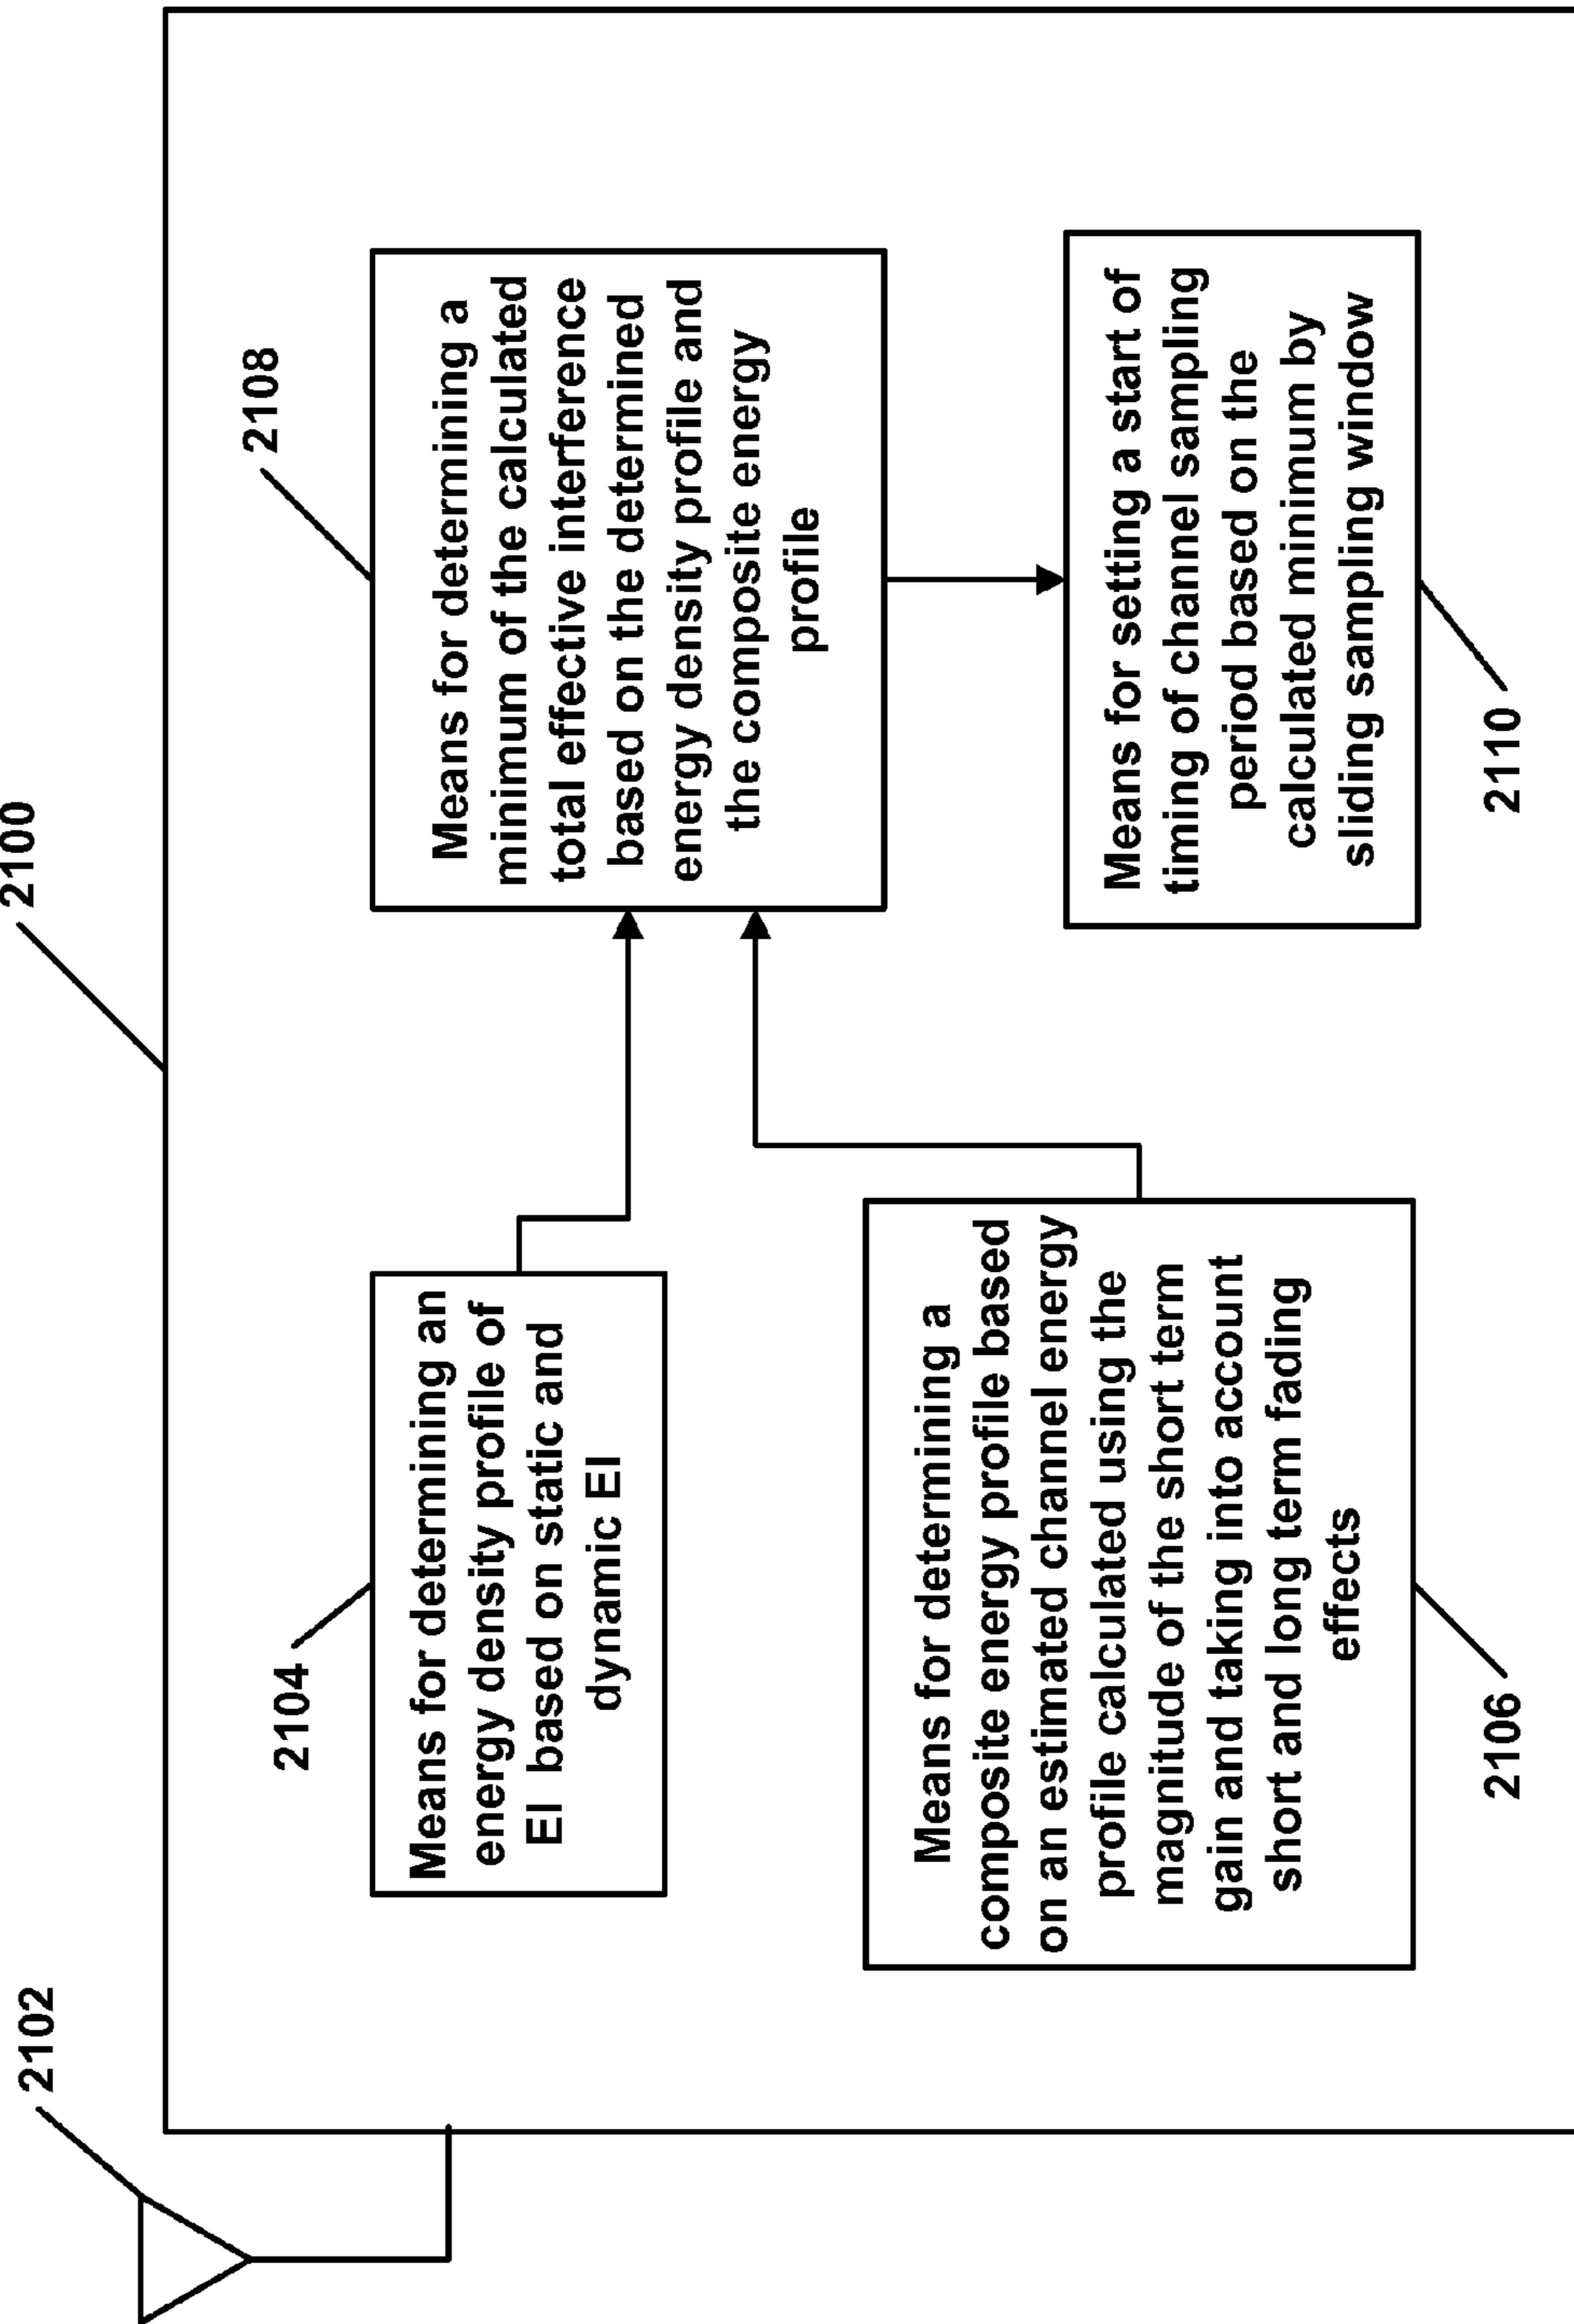 2100
2102
2104
Means for determining an
energy density profile of
EI based on static and
dynamic EI
2108
Means for determining a
minimum of the calculated
total effective interference
based on the determined
energy density profile and
the composite energy
profile
Means for determining a
composite energy profile based
on an estimated channel energy
profile calculated using the
magnitude of the short term
gain and taking into account
short and long term fading
effects
2106
Means for setting a start of
timing of channel sampling
period based on the
calculated minimum by
sliding sampling window
2110